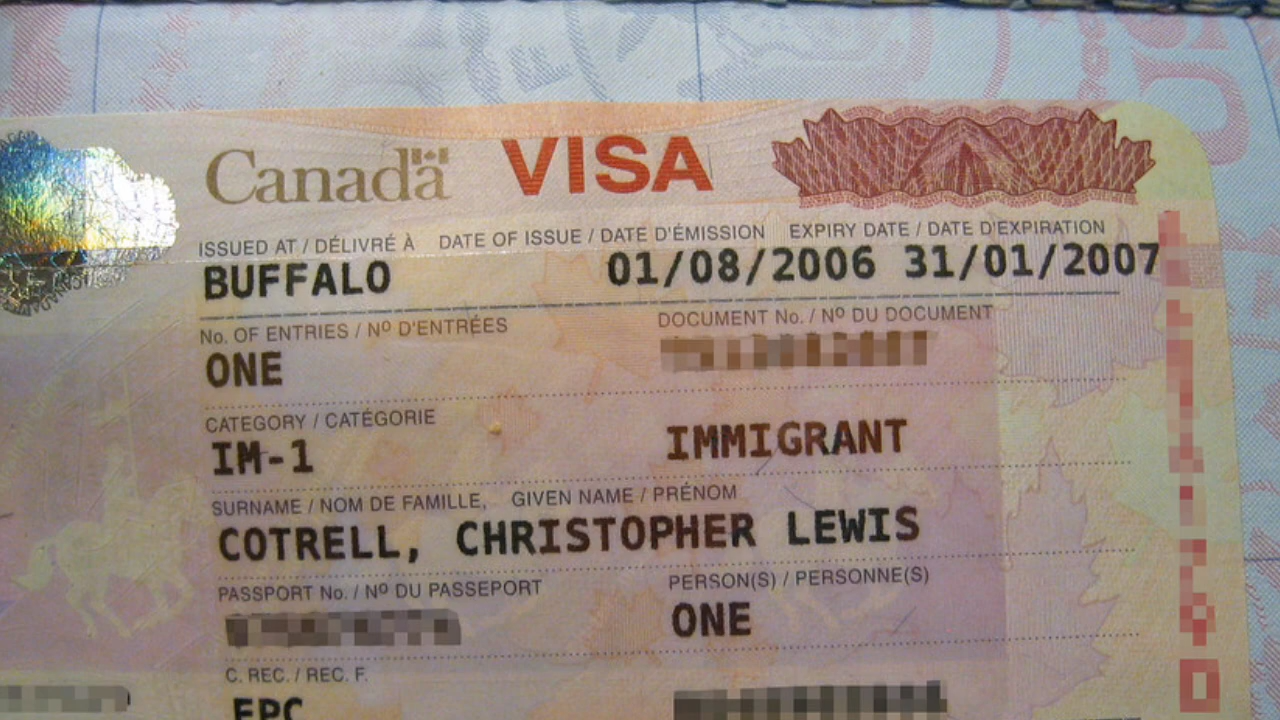 Canada VISA
ISSUED AT / DÉLIVRÉ À DATE OF ISSUE / DATE D'ÉMISSION EXPIRY DATE / DATE D'EXPIRATION
BUFFALO 01/08/2006 31/01/2007
No. OF ENTRIES / Nº D'ENTRÉES DOCUMENT No. / Nº DU DOCUMENT
ONE
CATEGORY / CATÉGORIE
IM-1 IMMIGRANT
SURNAME / NOM DE FAMILLE, GIVEN NAME / PRÉNOM
COTRELL, CHRISTOPHER LEWIS
PASSPORT No. / Nº DU PASSEPORT PERSON(S) / PERSONNE(S)
ONE
C. REC. / REC. F.
FPC